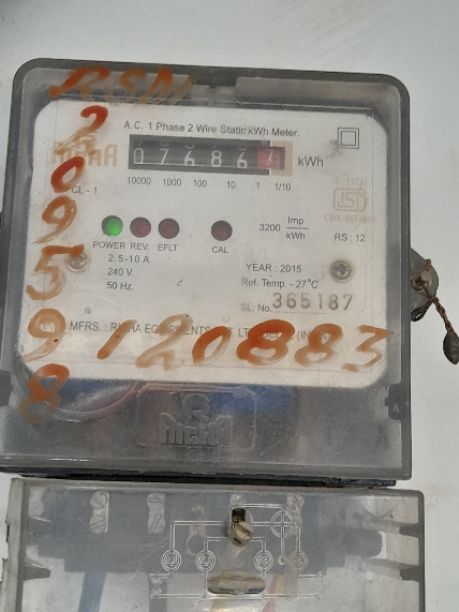 RSM
A.C. 1 Phase 2 Wire Static kWh Meter.
076867 kWh
10000 1000 100 10 1 1/10
CL - 1
3200 Imp/kWh
RS : 12
POWER REV. EFLT CAL
2.5-10 A
240 V.
50 Hz.
YEAR : 2015
Ref. Temp. - 27°C
SL. No. 365187
MFRS. :
2
0
9
5
9
8
9120883